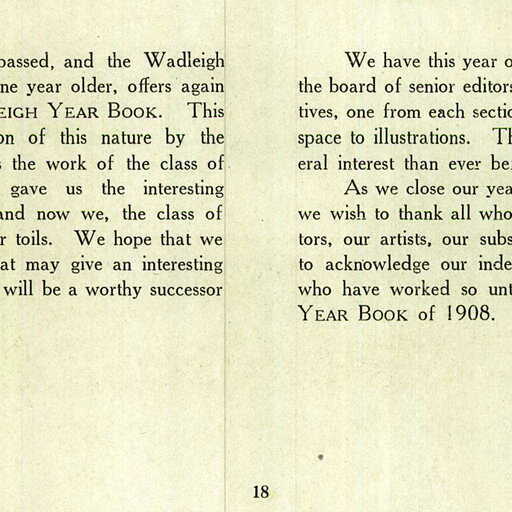 passed, and the Wadleigh
ne year older, offers again
EIGH YEAR BOOK. This
on of this nature by the
the work of the class of
gave us the interesting
and now we, the class of
r toils. We hope that we
at may give an interesting
will be a worthy successor
We have this year o
the board of senior editors
tives, one from each sectio
space to illustrations. Th
eral interest than ever be
As we close our yea
we wish to thank all who
tors, our artists, our subs
to acknowledge our inde
who have worked so unt
YEAR BOOK of 1908.
18